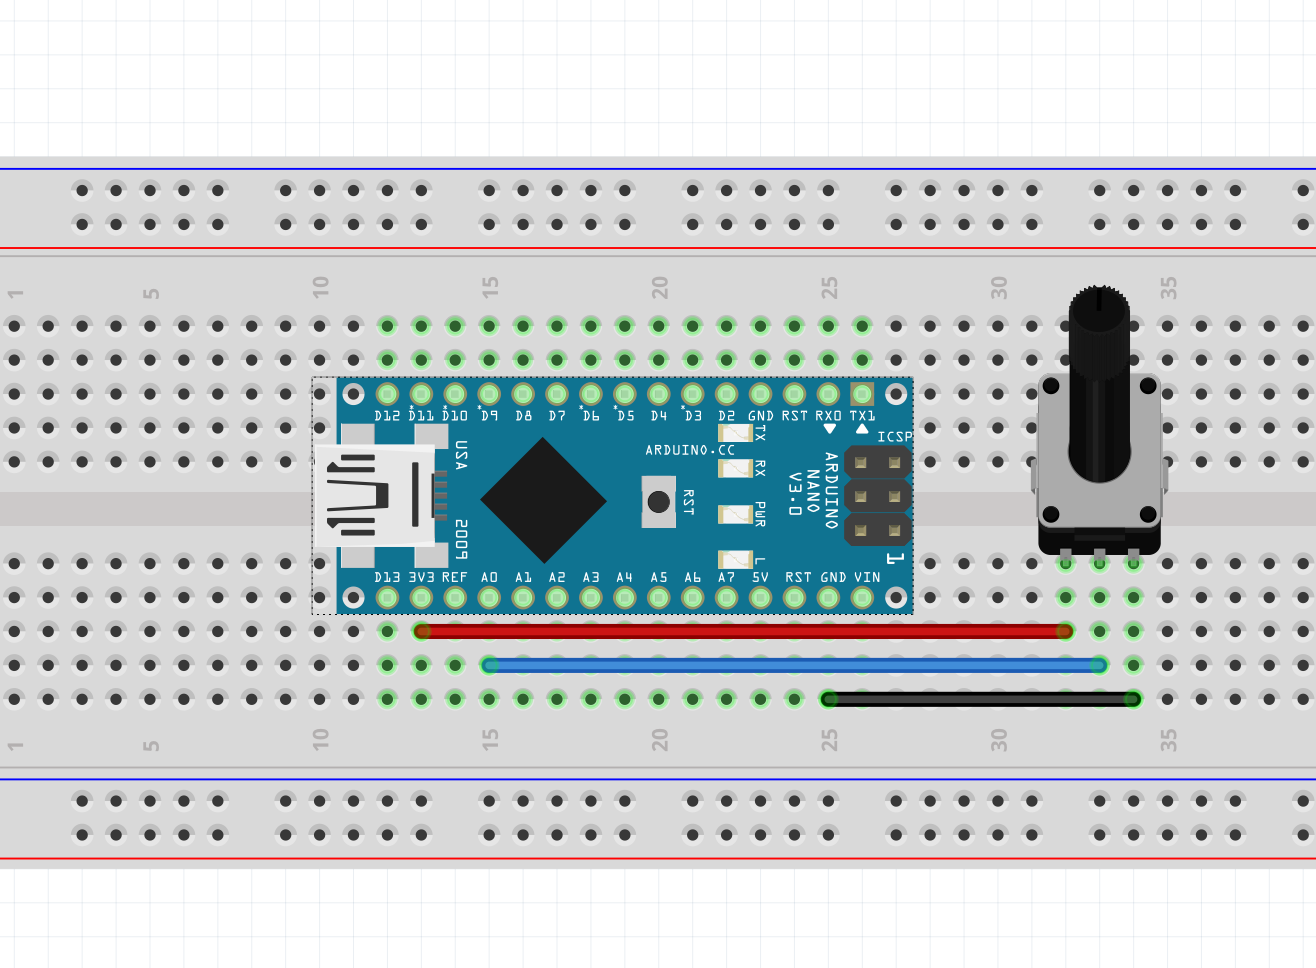 1 5 10 15 20 25 30 35
D12 *D11 *D10 *D9 D8 D7 *D6 *D5 D4 *D3 D2 GND RST RX0 TX1
ICSP
TX
RX
PWR
L
ARDUINO.CC
RST
ARDUINO
NANO
V3.0
USA
2009
1
D13 3V3 REF A0 A1 A2 A3 A4 A5 A6 A7 5V RST GND VIN
1 5 10 15 20 25 30 35